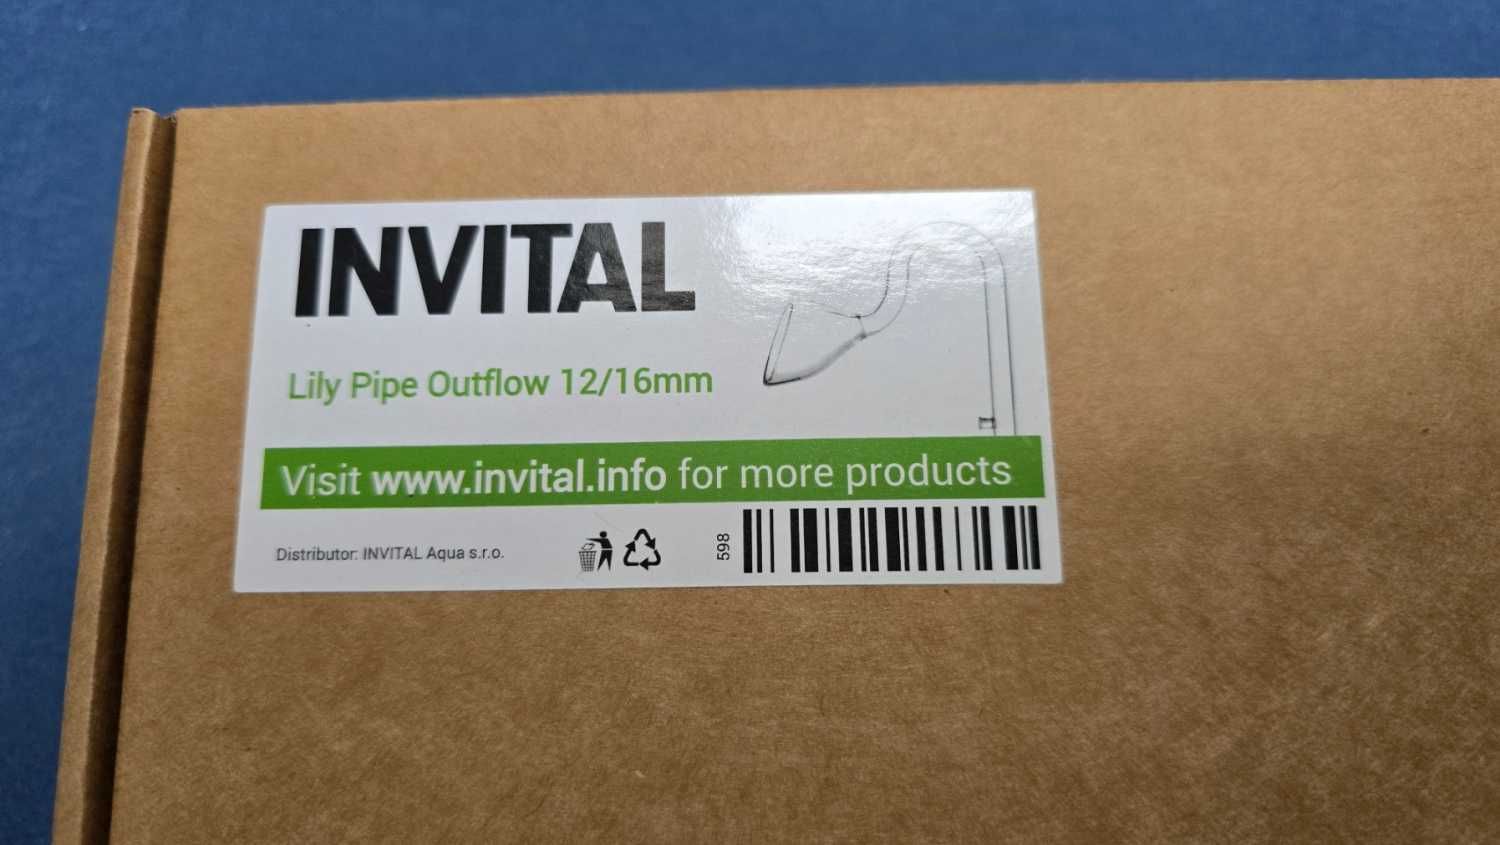 INVITAL
Lily Pipe Outflow 12/16mm
Visit www.invital.info for more products
Distributor: INVITAL Aqua s.r.o.
598